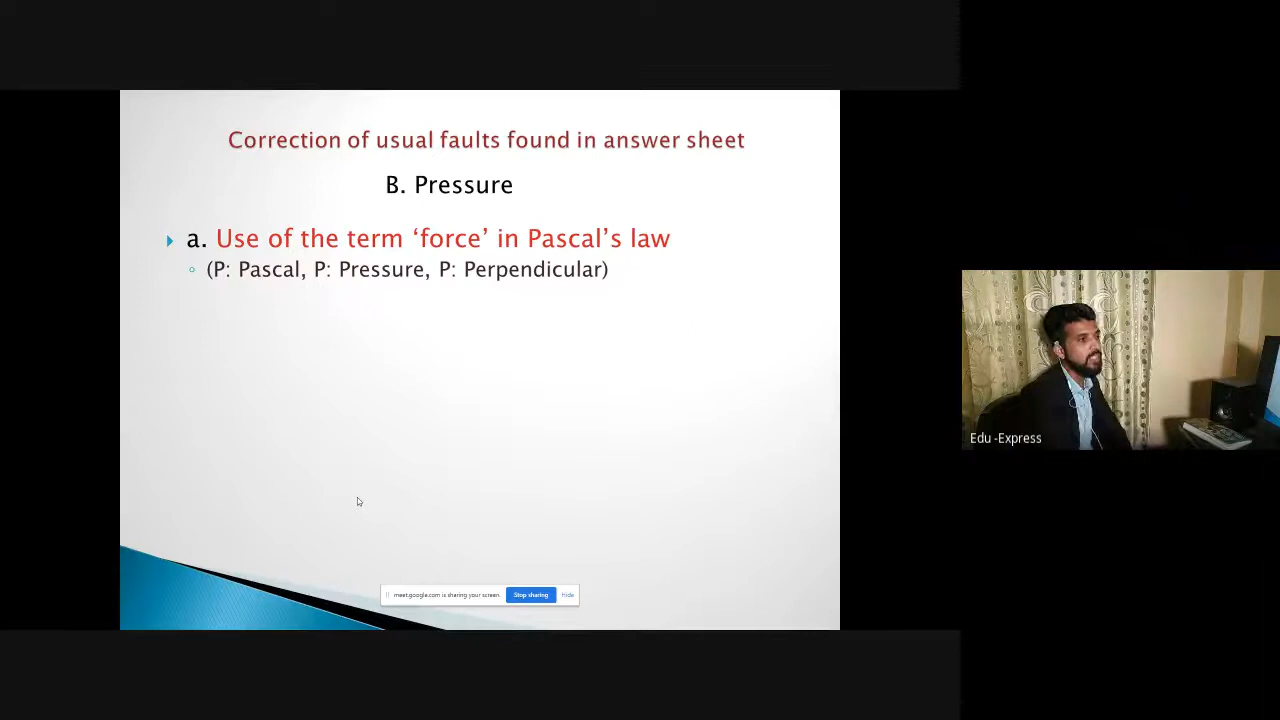 Correction of usual faults found in answer sheet
B. Pressure
a. Use of the term ‘force’ in Pascal’s law
(P: Pascal, P: Pressure, P: Perpendicular)
meet.google.com is sharing your screen. Stop sharing Hide
Edu -Express